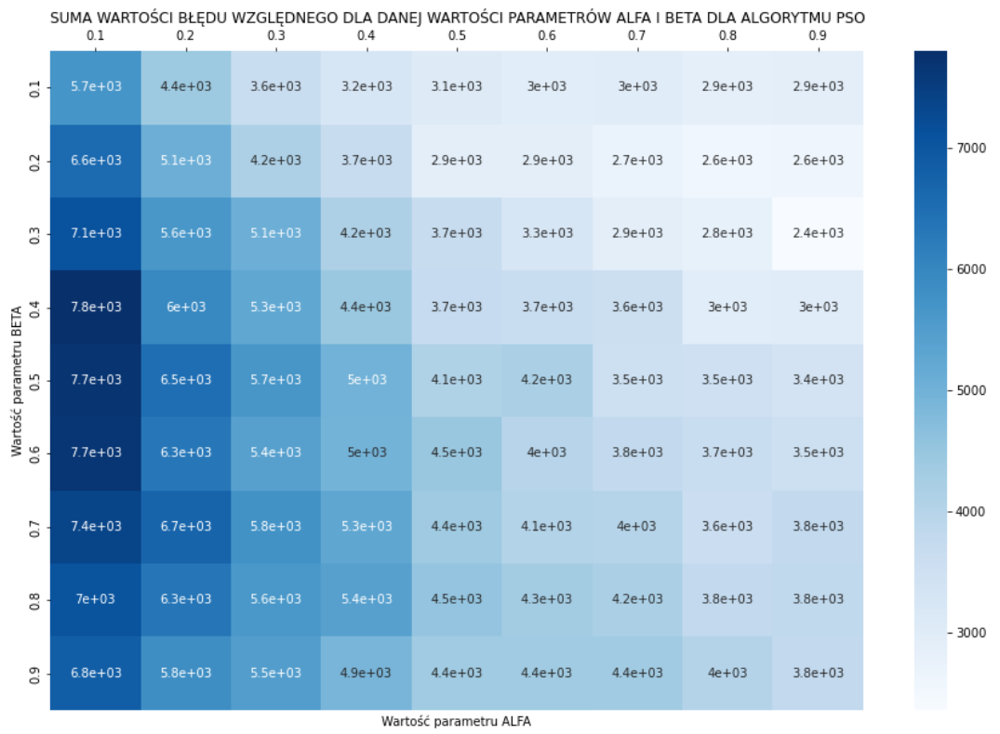 SUMA WARTOŚCI BŁĘDU WZGLĘDNEGO DLA DANEJ WARTOŚCI PARAMETRÓW ALFA I BETA DLA ALGORYTMU PSO
0.1 0.2 0.3 0.4 0.5 0.6 0.7 0.8 0.9
0.1 5.7e+03 4.4e+03 3.6e+03 3.2e+03 3.1e+03 3e+03 3e+03 2.9e+03 2.9e+03
0.2 6.6e+03 5.1e+03 4.2e+03 3.7e+03 2.9e+03 2.9e+03 2.7e+03 2.6e+03 2.6e+03
0.3 7.1e+03 5.6e+03 5.1e+03 4.2e+03 3.7e+03 3.3e+03 2.9e+03 2.8e+03 2.4e+03
0.4 7.8e+03 6e+03 5.3e+03 4.4e+03 3.7e+03 3.7e+03 3.6e+03 3e+03 3e+03
0.5 7.7e+03 6.5e+03 5.7e+03 5e+03 4.1e+03 4.2e+03 3.5e+03 3.5e+03 3.4e+03
0.6 7.7e+03 6.3e+03 5.4e+03 5e+03 4.5e+03 4e+03 3.8e+03 3.7e+03 3.5e+03
0.7 7.4e+03 6.7e+03 5.8e+03 5.3e+03 4.4e+03 4.1e+03 4e+03 3.6e+03 3.8e+03
0.8 7e+03 6.3e+03 5.6e+03 5.4e+03 4.5e+03 4.3e+03 4.2e+03 3.8e+03 3.8e+03
0.9 6.8e+03 5.8e+03 5.5e+03 4.9e+03 4.4e+03 4.4e+03 4.4e+03 4e+03 3.8e+03
Wartość parametru BETA
Wartość parametru ALFA
7000
6000
5000
4000
3000